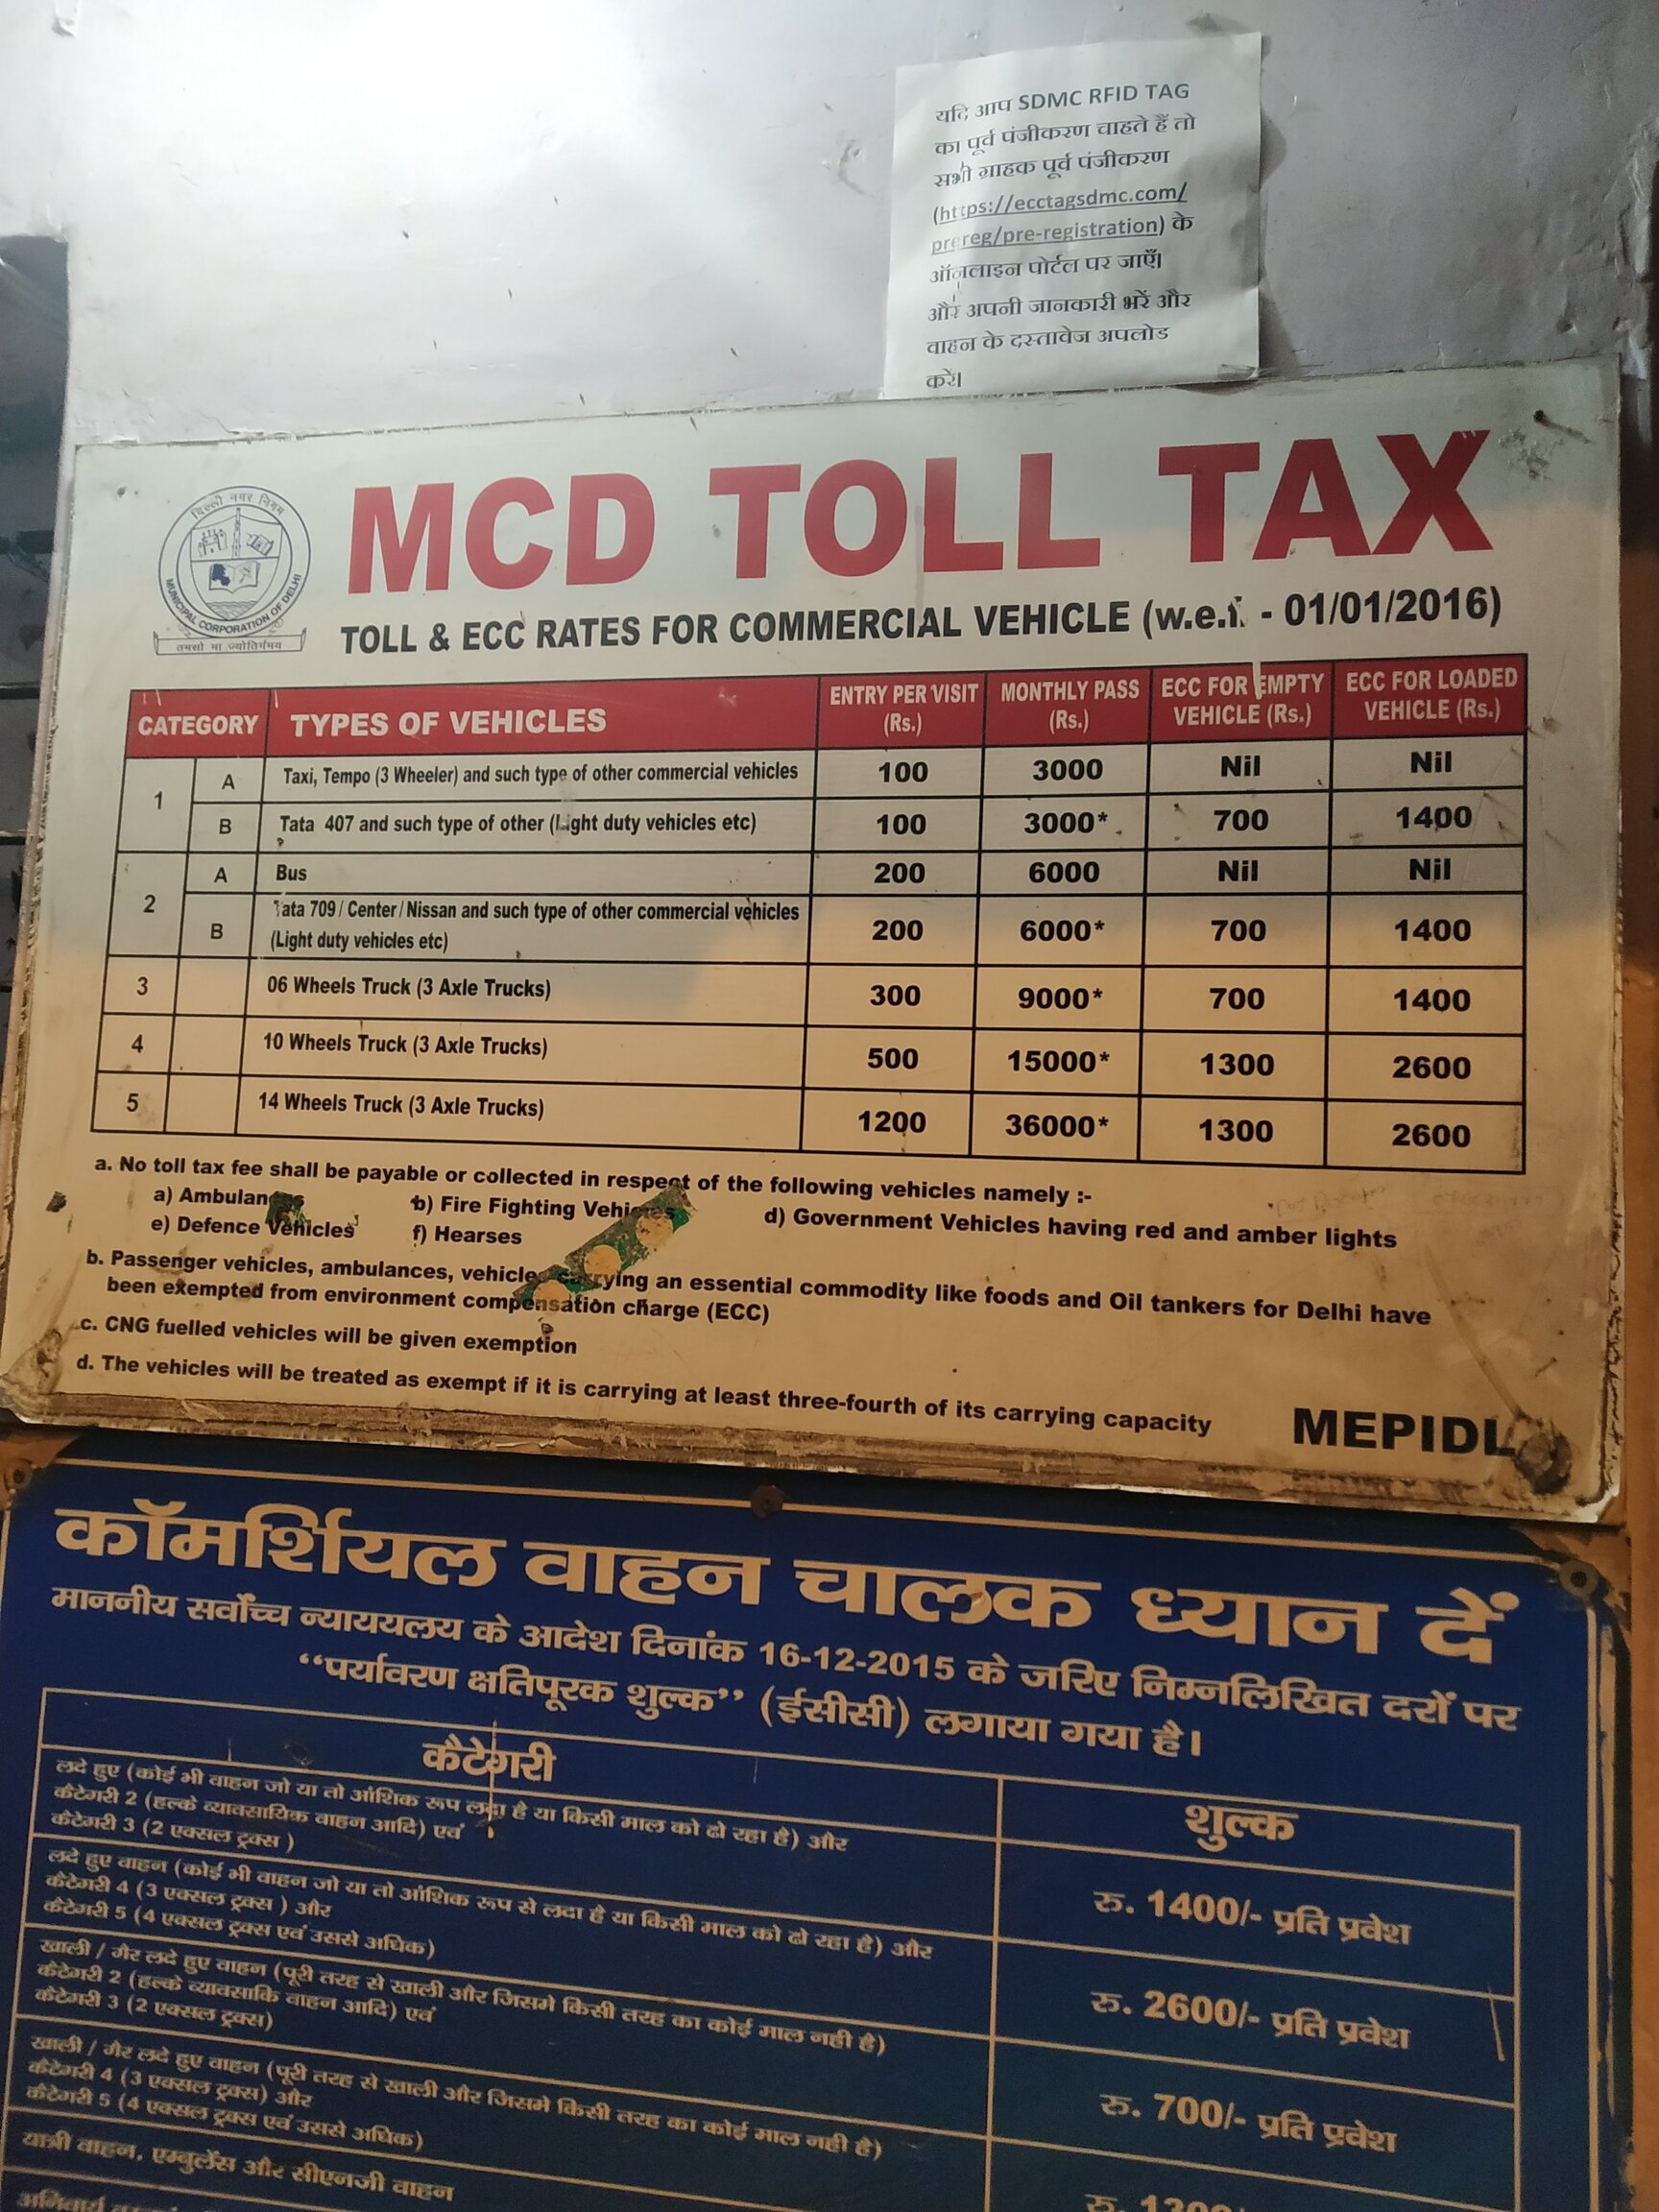 यदि आप SDMC RFID TAG
का पूर्व पंजीकरण चाहते हैं तो
सभी ग्राहक पूर्व पंजीकरण
(https://ecctagsdmc.com/
prereg/pre-registration) के
ऑनलाइन पोर्टल पर जाएँ।
और अपनी जानकारी भरें और
वाहन के दस्तावेज अपलोड
करें।
दिल्ली नगर निगम
MUNICIPAL CORPORATION OF DELHI
तमसो मा ज्योतिर्गमय
MCD TOLL TAX
TOLL & ECC RATES FOR COMMERCIAL VEHICLE (w.e.f. - 01/01/2016)
CATEGORY TYPES OF VEHICLES ENTRY PER VISIT (Rs.) MONTHLY PASS (Rs.) ECC FOR EMPTY VEHICLE (Rs.) ECC FOR LOADED VEHICLE (Rs.)
1 A Taxi, Tempo (3 Wheeler) and such type of other commercial vehicles 100 3000 Nil Nil
B Tata 407 and such type of other (Light duty vehicles etc) 100 3000* 700 1400
2 A Bus 200 6000 Nil Nil
B Tata 709 / Center / Nissan and such type of other commercial vehicles
(Light duty vehicles etc) 200 6000* 700 1400
3 06 Wheels Truck (3 Axle Trucks) 300 9000* 700 1400
4 10 Wheels Truck (3 Axle Trucks) 500 15000* 1300 2600
5 14 Wheels Truck (3 Axle Trucks) 1200 36000* 1300 2600
a. No toll tax fee shall be payable or collected in respect of the following vehicles namely :-
a) Ambulances b) Fire Fighting Vehicles d) Government Vehicles having red and amber lights
e) Defence Vehicles f) Hearses
b. Passenger vehicles, ambulances, vehicles carrying an essential commodity like foods and Oil tankers for Delhi have
been exempted from environment compensation charge (ECC)
c. CNG fuelled vehicles will be given exemption
d. The vehicles will be treated as exempt if it is carrying at least three-fourth of its carrying capacity
MEPIDL
कॉमर्शियल वाहन चालक ध्यान दें
माननीय सर्वोच्च न्याययलय के आदेश दिनांक 16-12-2015 के जरिए निम्नलिखित दरों पर
“पर्यावरण क्षतिपूरक शुल्क” (ईसीसी) लगाया गया है।
कैटेगरी शुल्क
लदे हुए (कोई भी वाहन जो या तो आंशिक रूप लदा है या किसी माल को ढो रहा है) और
कैटेगरी 2 (हल्के व्यावसायिक वाहन आदि) एवं
कैटेगरी 3 (2 एक्सल ट्रक्स )
रु. 1400/- प्रति प्रवेश
लदे हुए वाहन (कोई भी वाहन जो या तो आंशिक रूप से लदा है या किसी माल को ढो रहा है) और
कैटेगरी 4 (3 एक्सल ट्रक्स ) और
कैटेगरी 5 (4 एक्सल ट्रक्स एवं उससे अधिक)
रु. 2600/- प्रति प्रवेश
खाली / गैर लदे हुए वाहन (पूरी तरह से खाली और जिसमे किसी तरह का कोई माल नही है)
कैटेगरी 2 (हल्के व्यावसाकि वाहन आदि) एवं
कैटेगरी 3 (2 एक्सल ट्रक्स)
रु. 700/- प्रति प्रवेश
खाली / गैर लदे हुए वाहन (पूरी तरह से खाली और जिसमे किसी तरह का कोई माल नही है)
कैटेगरी 4 (3 एक्सल ट्रक्स) और
कैटेगरी 5 (4 एक्सल ट्रक्स एवं उससे अधिक)
रु. 1300/-
यात्री वाहन, एम्बुलेंस और सीएनजी वाहन